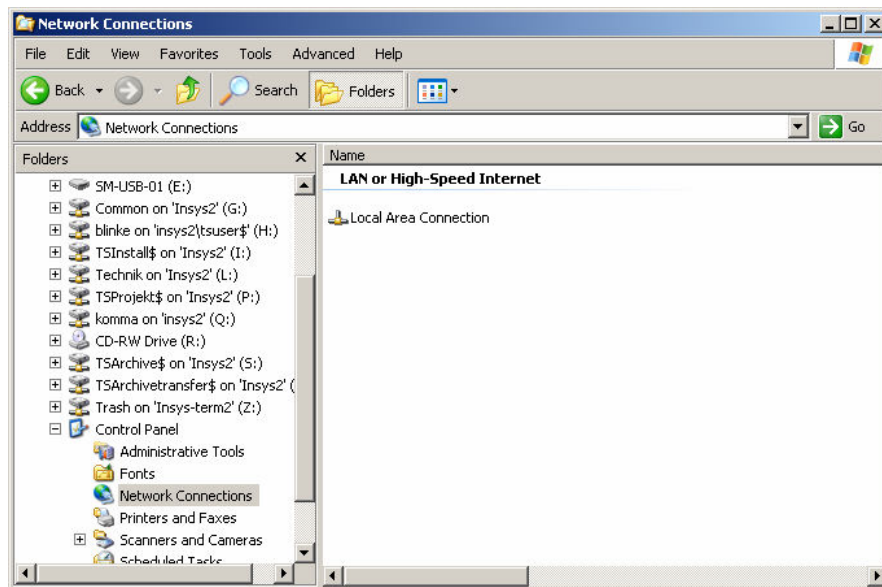 Network Connections
File Edit View Favorites Tools Advanced Help
Back Search Folders
Address Network Connections Go
Folders
SM-USB-01 (E:)
Common on 'Insys2' (G:)
blinke on 'insys2\tsuser$' (H:)
TSInstall$ on 'Insys2' (I:)
Technik on 'Insys2' (L:)
TSProjekt$ on 'Insys2' (P:)
komma on 'insys2' (Q:)
CD-RW Drive (R:)
TSArchive$ on 'Insys2' (S:)
TSArchivetransfer$ on 'Insys2' (
Trash on 'Insys-term2' (Z:)
Control Panel
Administrative Tools
Fonts
Network Connections
Printers and Faxes
Scanners and Cameras
Scheduled Tasks
Name
LAN or High-Speed Internet
Local Area Connection